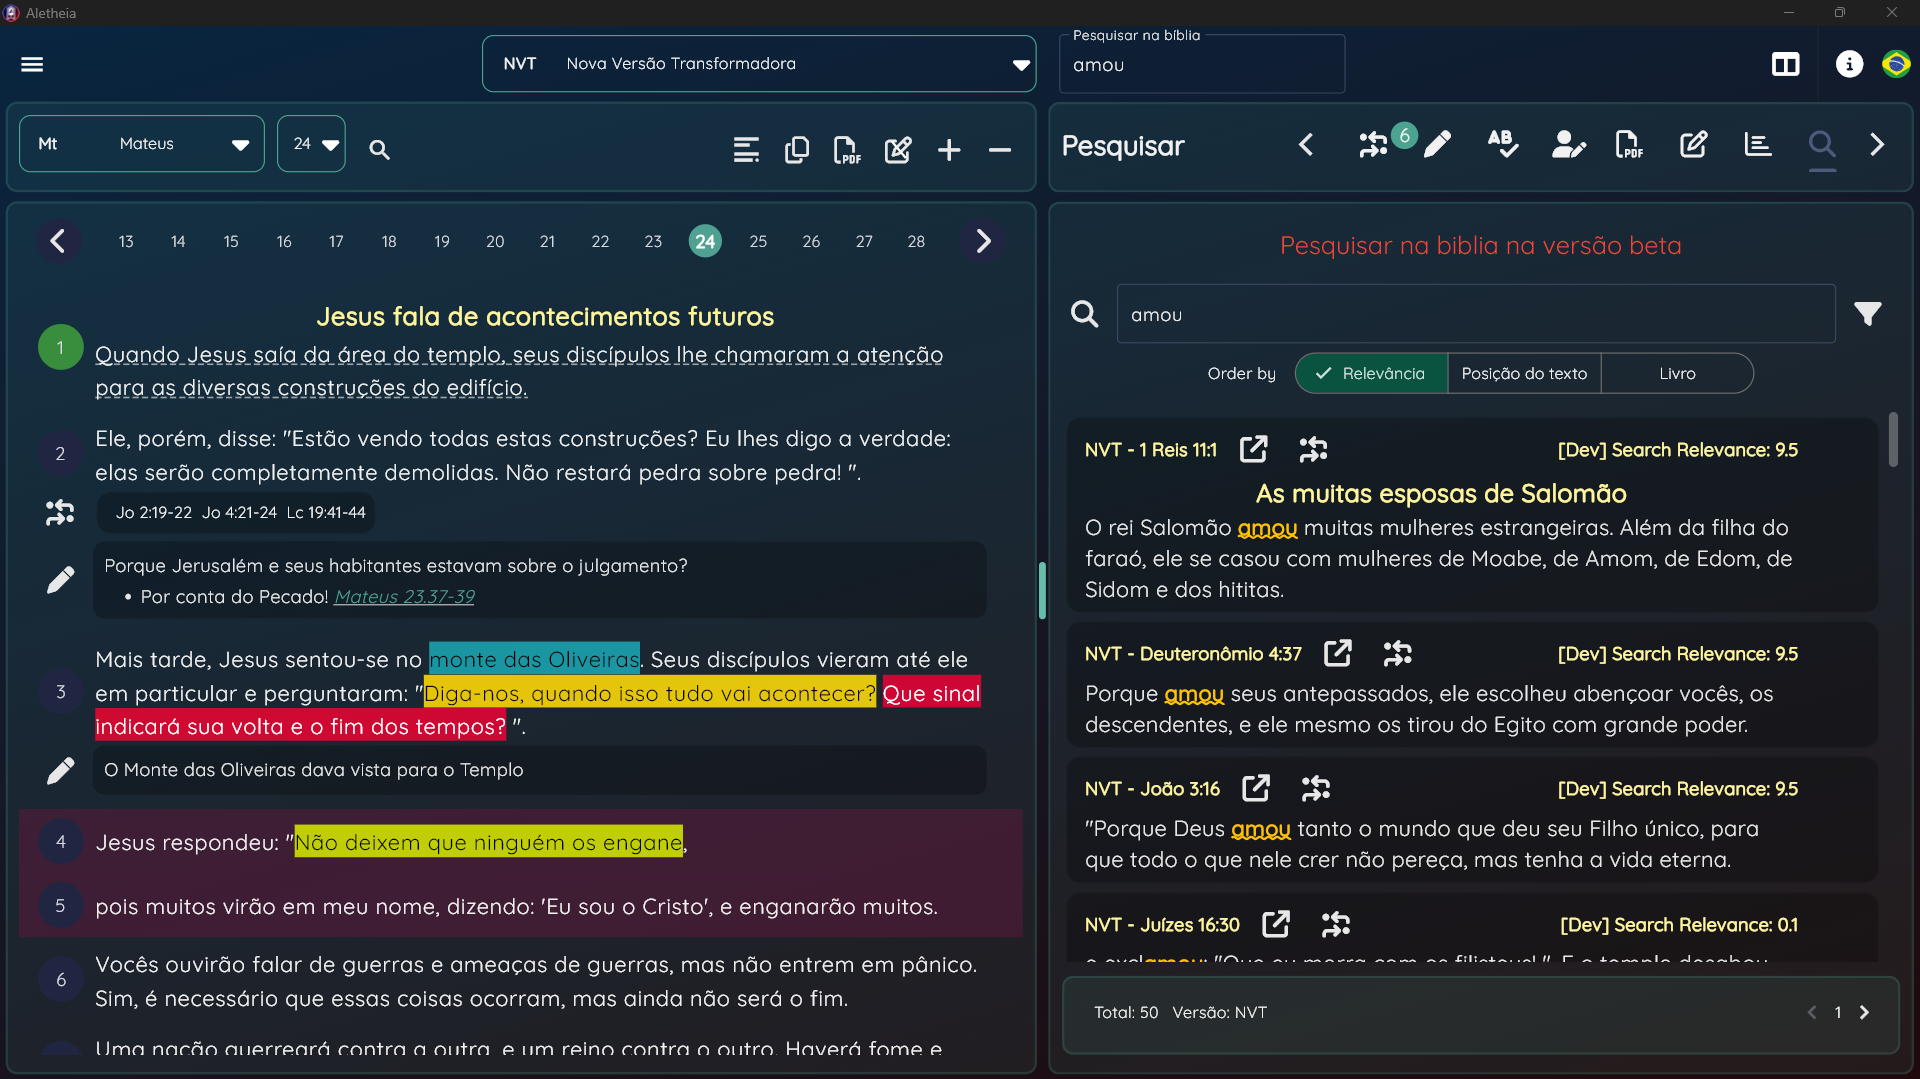 Aletheia
NVT Nova Versão Transformadora
Pesquisar na bíblia
amou
Mt Mateus 24
PDF
13 14 15 16 17 18 19 20 21 22 23 24 25 26 27 28
Jesus fala de acontecimentos futuros
1 Quando Jesus saía da área do templo, seus discípulos lhe chamaram a atenção
para as diversas construções do edifício.
2 Ele, porém, disse: "Estão vendo todas estas construções? Eu lhes digo a verdade:
elas serão completamente demolidas. Não restará pedra sobre pedra! ".
Jo 2:19-22 Jo 4:21-24 Lc 19:41-44
Porque Jerusalém e seus habitantes estavam sobre o julgamento?
• Por conta do Pecado! Mateus 23.37-39
3 Mais tarde, Jesus sentou-se no monte das Oliveiras. Seus discípulos vieram até ele
em particular e perguntaram: "Diga-nos, quando isso tudo vai acontecer? Que sinal
indicará sua volta e o fim dos tempos? ".
O Monte das Oliveiras dava vista para o Templo
4 Jesus respondeu: "Não deixem que ninguém os engane,
5 pois muitos virão em meu nome, dizendo: 'Eu sou o Cristo', e enganarão muitos.
6 Vocês ouvirão falar de guerras e ameaças de guerras, mas não entrem em pânico.
Sim, é necessário que essas coisas ocorram, mas ainda não será o fim.
Uma nação guerreará contra a outra, e um reino contra o outro. Haverá fome e
Pesquisar
6
AB
PDF
Pesquisar na biblia na versão beta
amou
Order by Relevância Posição do texto Livro
NVT - 1 Reis 11:1 [Dev] Search Relevance: 9.5
As muitas esposas de Salomão
O rei Salomão amou muitas mulheres estrangeiras. Além da filha do
faraó, ele se casou com mulheres de Moabe, de Amom, de Edom, de
Sidom e dos hititas.
NVT - Deuteronômio 4:37 [Dev] Search Relevance: 9.5
Porque amou seus antepassados, ele escolheu abençoar vocês, os
descendentes, e ele mesmo os tirou do Egito com grande poder.
NVT - João 3:16 [Dev] Search Relevance: 9.5
"Porque Deus amou tanto o mundo que deu seu Filho único, para
que todo o que nele crer não pereça, mas tenha a vida eterna.
NVT - Juízes 16:30 [Dev] Search Relevance: 0.1
e exclamou: "Que eu morra com os filisteus! ". E o templo desabou
Total: 50 Versão: NVT
1